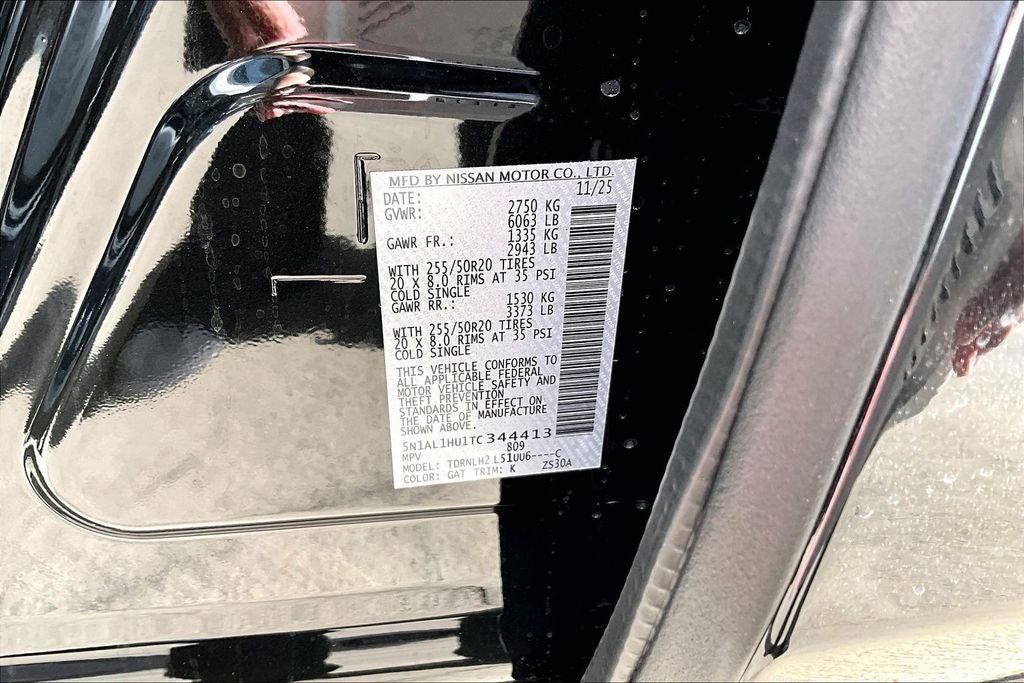 MFD BY NISSAN MOTOR CO., LTD.
DATE: 11/25
GVWR: 2750 KG
6063 LB
GAWR FR.: 1335 KG
2943 LB
WITH 255/50R20 TIRES
20 X 8.0 RIMS AT 35 PSI
COLD SINGLE
GAWR RR.: 1530 KG
3373 LB
WITH 255/50R20 TIRES
20 X 8.0 RIMS AT 35 PSI
COLD SINGLE
THIS VEHICLE CONFORMS TO
ALL APPLICABLE FEDERAL
MOTOR VEHICLE SAFETY AND
THEFT PREVENTION
STANDARDS IN EFFECT ON
THE DATE OF MANUFACTURE
SHOWN ABOVE.
5N1AL1HU1TC344413
MPV 809
MODEL: TDRNLH2 L51UU6----C
COLOR: GAT TRIM: K ZS30A